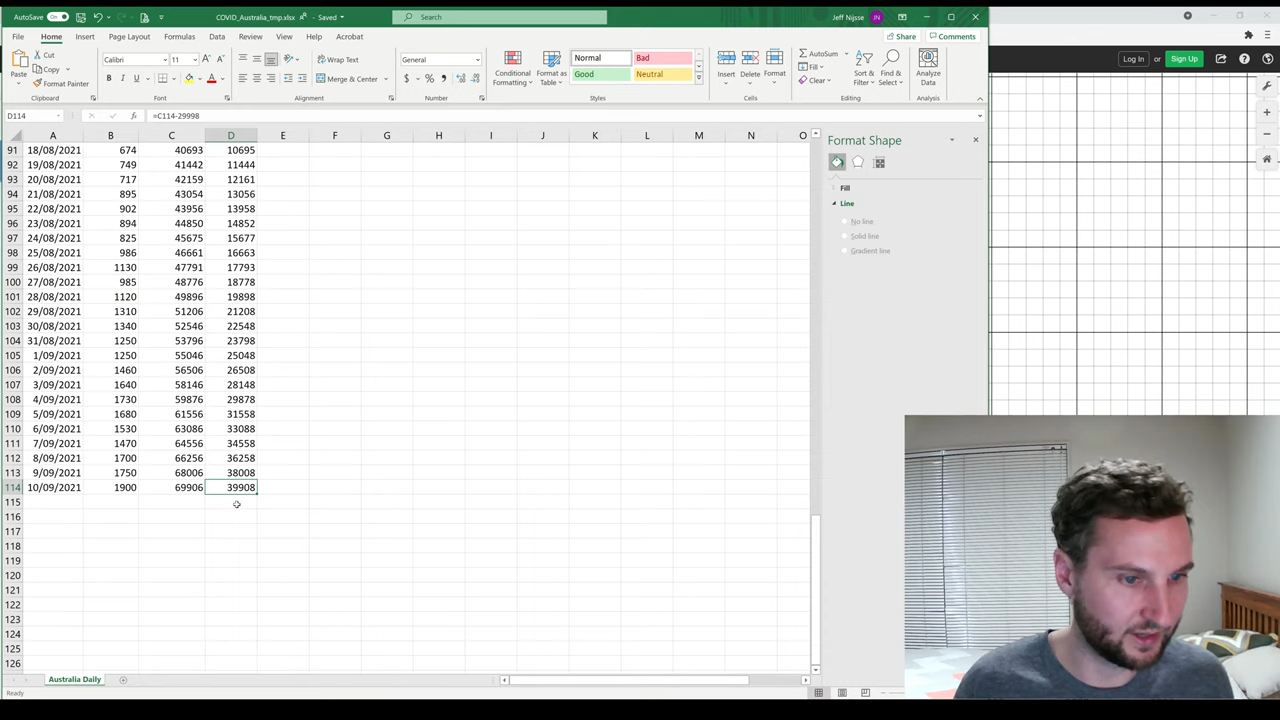 AutoSave On COVID_Australia_tmp.xlsx - Saved Search Jeff Nijsse JN
File Home Insert Page Layout Formulas Data Review View Help Acrobat Share Comments
Log In or Sign Up
Paste Cut Copy Format Painter
Calibri 11 B I U A A A
Wrap Text Merge & Center
General $ % ,
Conditional Formatting Format as Table
Normal Bad Good Neutral
Insert Delete Format
AutoSum Fill Clear
Sort & Filter Find & Select
Analyze Data
Clipboard Font Alignment Number Styles Cells Editing Analysis
D114 fx =C114-29998
A B C D E F G H I J K L M N O
91 18/08/2021 674 40693 10695
92 19/08/2021 749 41442 11444
93 20/08/2021 717 42159 12161
94 21/08/2021 895 43054 13056
95 22/08/2021 902 43956 13958
96 23/08/2021 894 44850 14852
97 24/08/2021 825 45675 15677
98 25/08/2021 986 46661 16663
99 26/08/2021 1130 47791 17793
100 27/08/2021 985 48776 18778
101 28/08/2021 1120 49896 19898
102 29/08/2021 1310 51206 21208
103 30/08/2021 1340 52546 22548
104 31/08/2021 1250 53796 23798
105 1/09/2021 1250 55046 25048
106 2/09/2021 1460 56506 26508
107 3/09/2021 1640 58146 28148
108 4/09/2021 1730 59876 29878
109 5/09/2021 1680 61556 31558
110 6/09/2021 1530 63086 33088
111 7/09/2021 1470 64556 34558
112 8/09/2021 1700 66256 36258
113 9/09/2021 1750 68006 38008
114 10/09/2021 1900 69906 39908
115
116
117
118
119
120
121
122
123
124
125
126
Format Shape
Fill
Line
No line
Solid line
Gradient line
Australia Daily
Ready